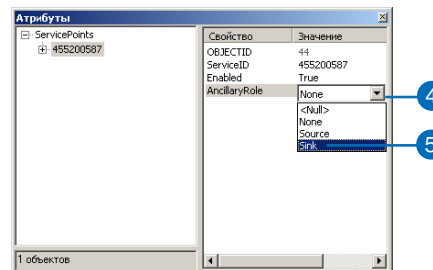 Атрибуты
ServicePoints
455200587
Свойство Значение
OBJECTID 44
ServiceID 455200587
Enabled True
AncillaryRole None
<Null>
None
Source
Sink
4
5
1 объектов